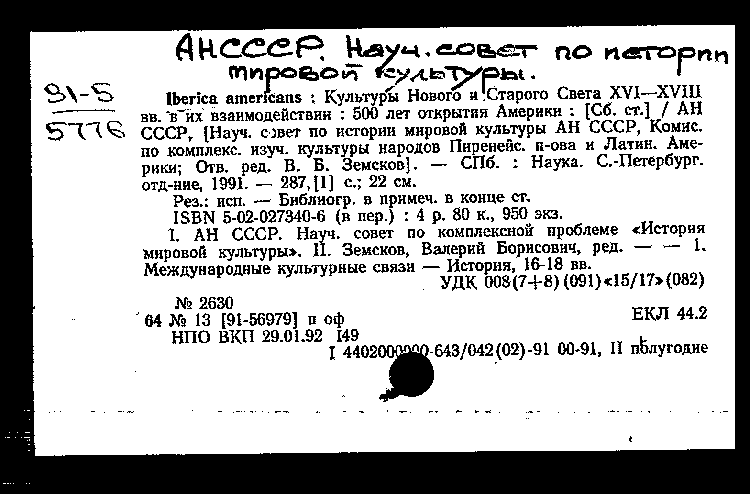 АН СССР. Науч. совет по истории
мировой культуры.
91-5
5776
Iberica americans : Культуры Нового и Старого Света XVI—XVIII
вв. в их взаимодействии : 500 лет открытия Америки : [Сб. ст.] / АН
СССР, [Науч. совет по истории мировой культуры АН СССР, Комис.
по комплекс. изуч. культуры народов Пиренейс. п-ова и Латин. Аме-
рики; Отв. ред. В. Б. Земсков]. — СПб. : Наука. С.-Петербург.
отд-ние, 1991. — 287,[1] с.; 22 см.
Рез.: исп. — Библиогр. в примеч. в конце ст.
ISBN 5-02-027340-6 (в пер.) : 4 р. 80 к., 950 экз.
I. АН СССР. Науч. совет по комплексной проблеме «История
мировой культуры». II. Земсков, Валерий Борисович, ред. — — 1.
Международные культурные связи — История, 16-18 вв.
УДК 008(7+8)(091)«15/17»(082)
№ 2630
64 № 13 [91-56979] п оф ЕКЛ 44.2
НПО ВКП 29.01.92 I49
I 4402000000-643/042(02)-91 00-91, II полугодие